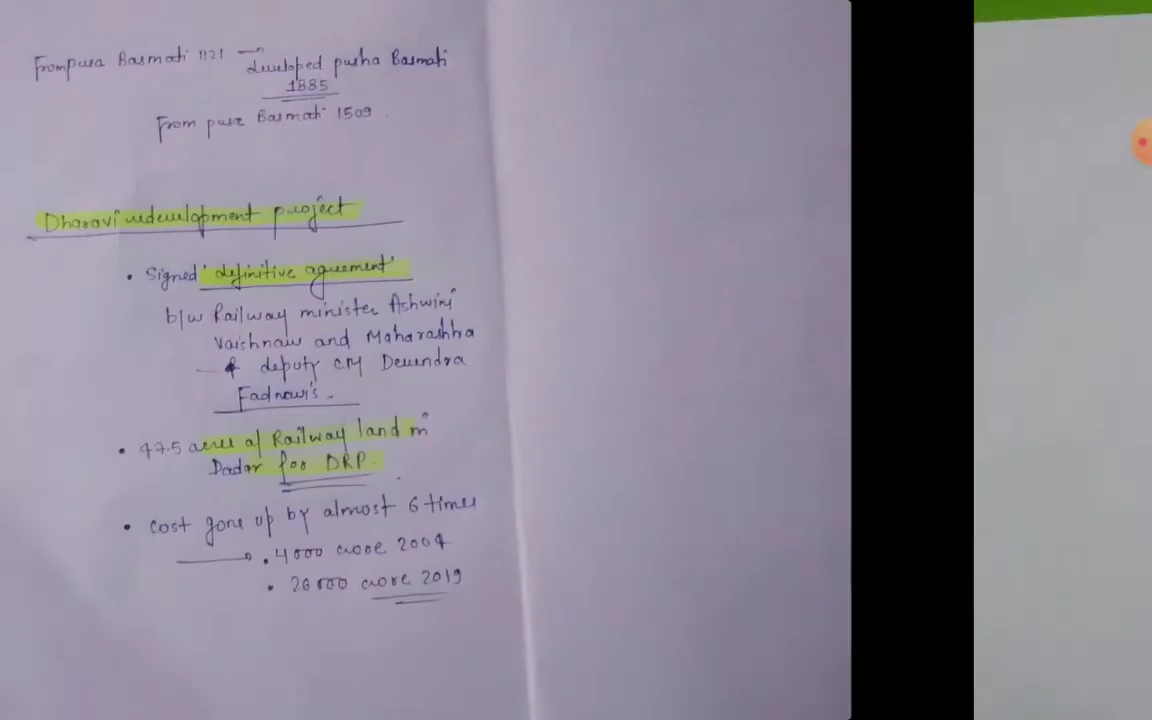 From pusa Basmati 1121 →
developed pusha Basmati
1885
From pusa Basmati 1509
Dharavi redevelopment project
• Signed 'definitive agreement'
b/w Railway minister Ashwini
Vaishnaw and Maharashtra
deputy CM Devendra
Fadnavis
• 47.5 acres of Railway land in
Dadar for DRP.
• cost gone up by almost 6 times
→ • 4000 crore 2004
• 26000 crore 2019